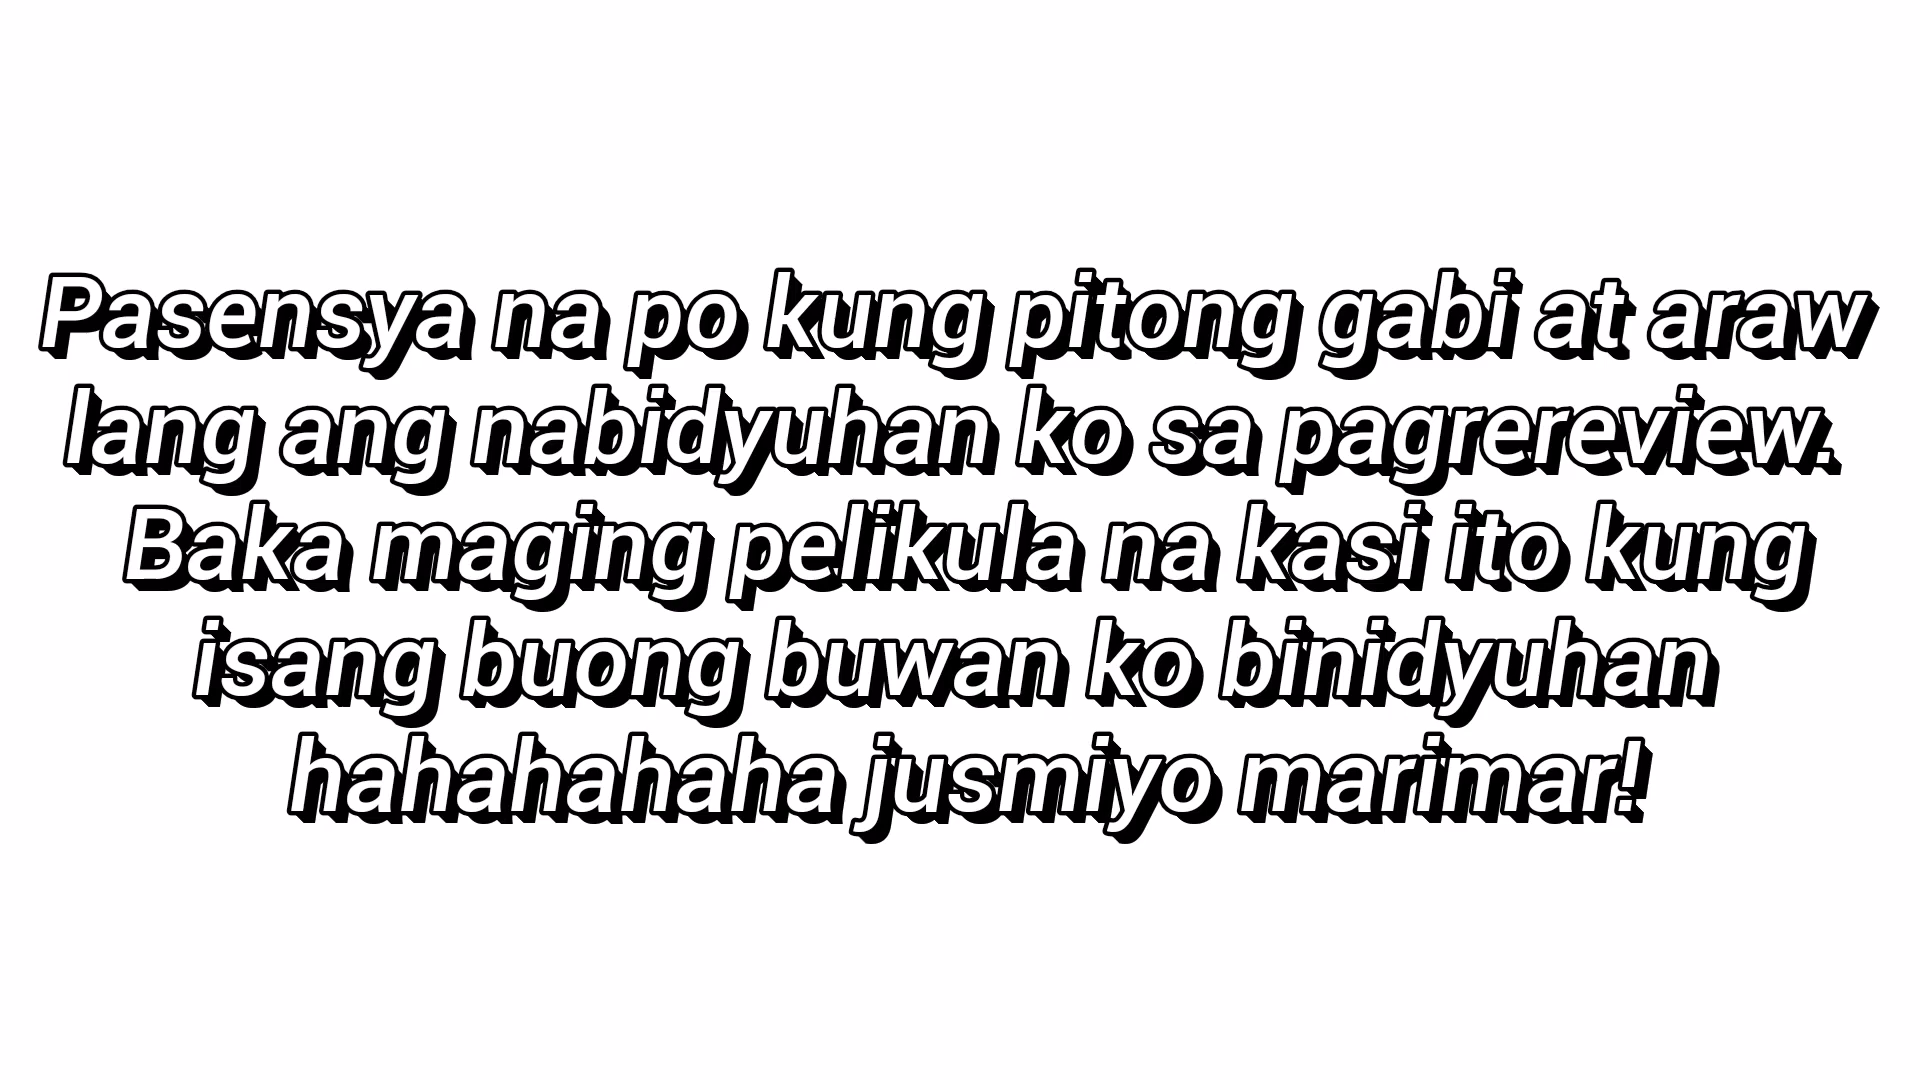 Pasensya na po kung pitong gabi at araw
lang ang nabidyuhan ko sa pagrereview.
Baka maging pelikula na kasi ito kung
isang buong buwan ko binidyuhan
hahahahaha jusmiyo marimar!